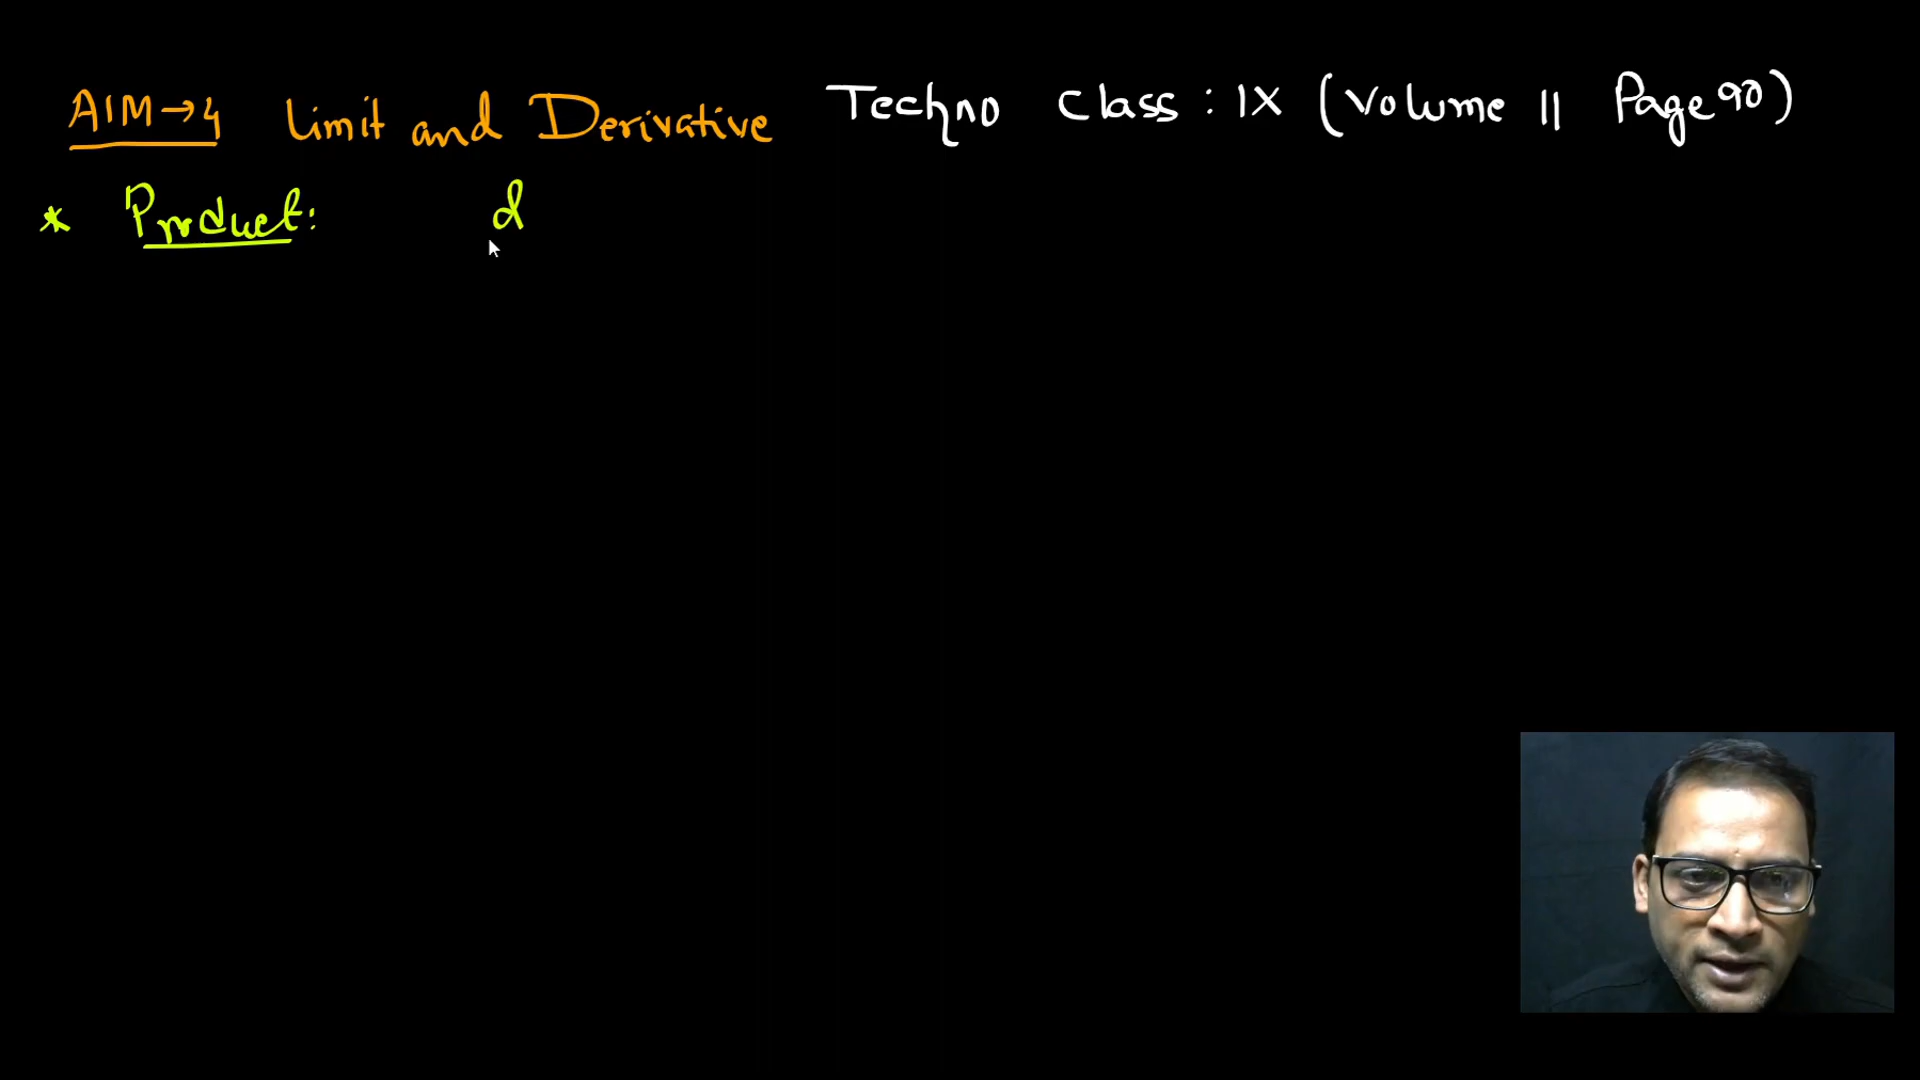 AIM→4 Limit and Derivative Techno Class : IX (Volume II Page 90)
* Product: d